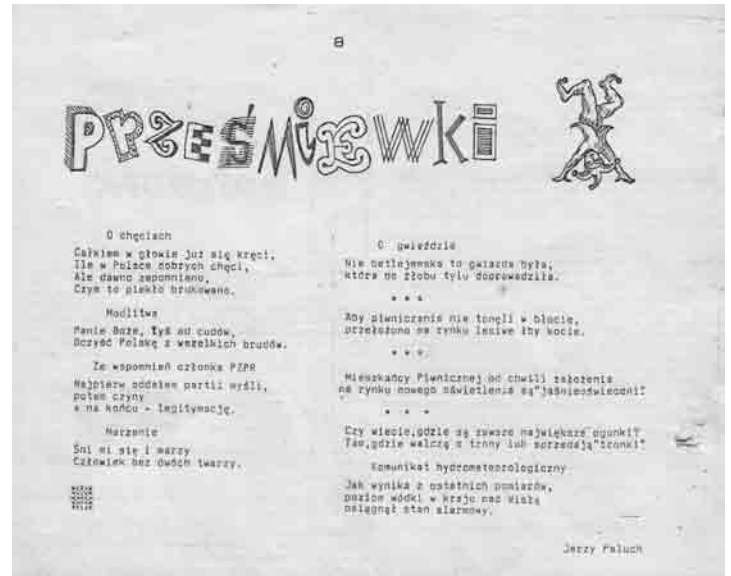 8
PRZEŚMIEWKI
O chęciach
Całkiem w głowie już się kręci,
Ile w Polsce dobrych chęci,
Ale dawno zapomniano,
Czym to piekło brukowano.
Modlitwa
Panie Boże, Tyś od cudów,
Oczyść Polskę z wszelkich brudów.
Ze wspomnień członka PZPR
Najpierw oddałem partii myśli,
potem czyny
a na końcu - legitymację.
Marzenie
Śni mi się i marzy
Człowiek bez dwóch twarzy.
O gwieździe
Nie betlejemska to gwiazda była,
która do żłobu tylu doprowadziła.
* * *
Aby piwniczanie nie tonęli w błocie,
przełożono na rynku leciwe łby kocie.
* * *
Mieszkańcy Piwnicznej od chwili założenia
na rynku nowego oświetlenia są"jaśnieoświeceni"
* * *
Czy wiecie,gdzie są zawsze największe ogonki?
Tam,gdzie walczą o trony lub sprzedają"tronki"
Komunikat hydrometeorologiczny
Jak wynika z ostatnich pomiarów,
poziom wódki w kraju nad Wisłą
osiągnął stan alarmowy.
Jerzy Paluch